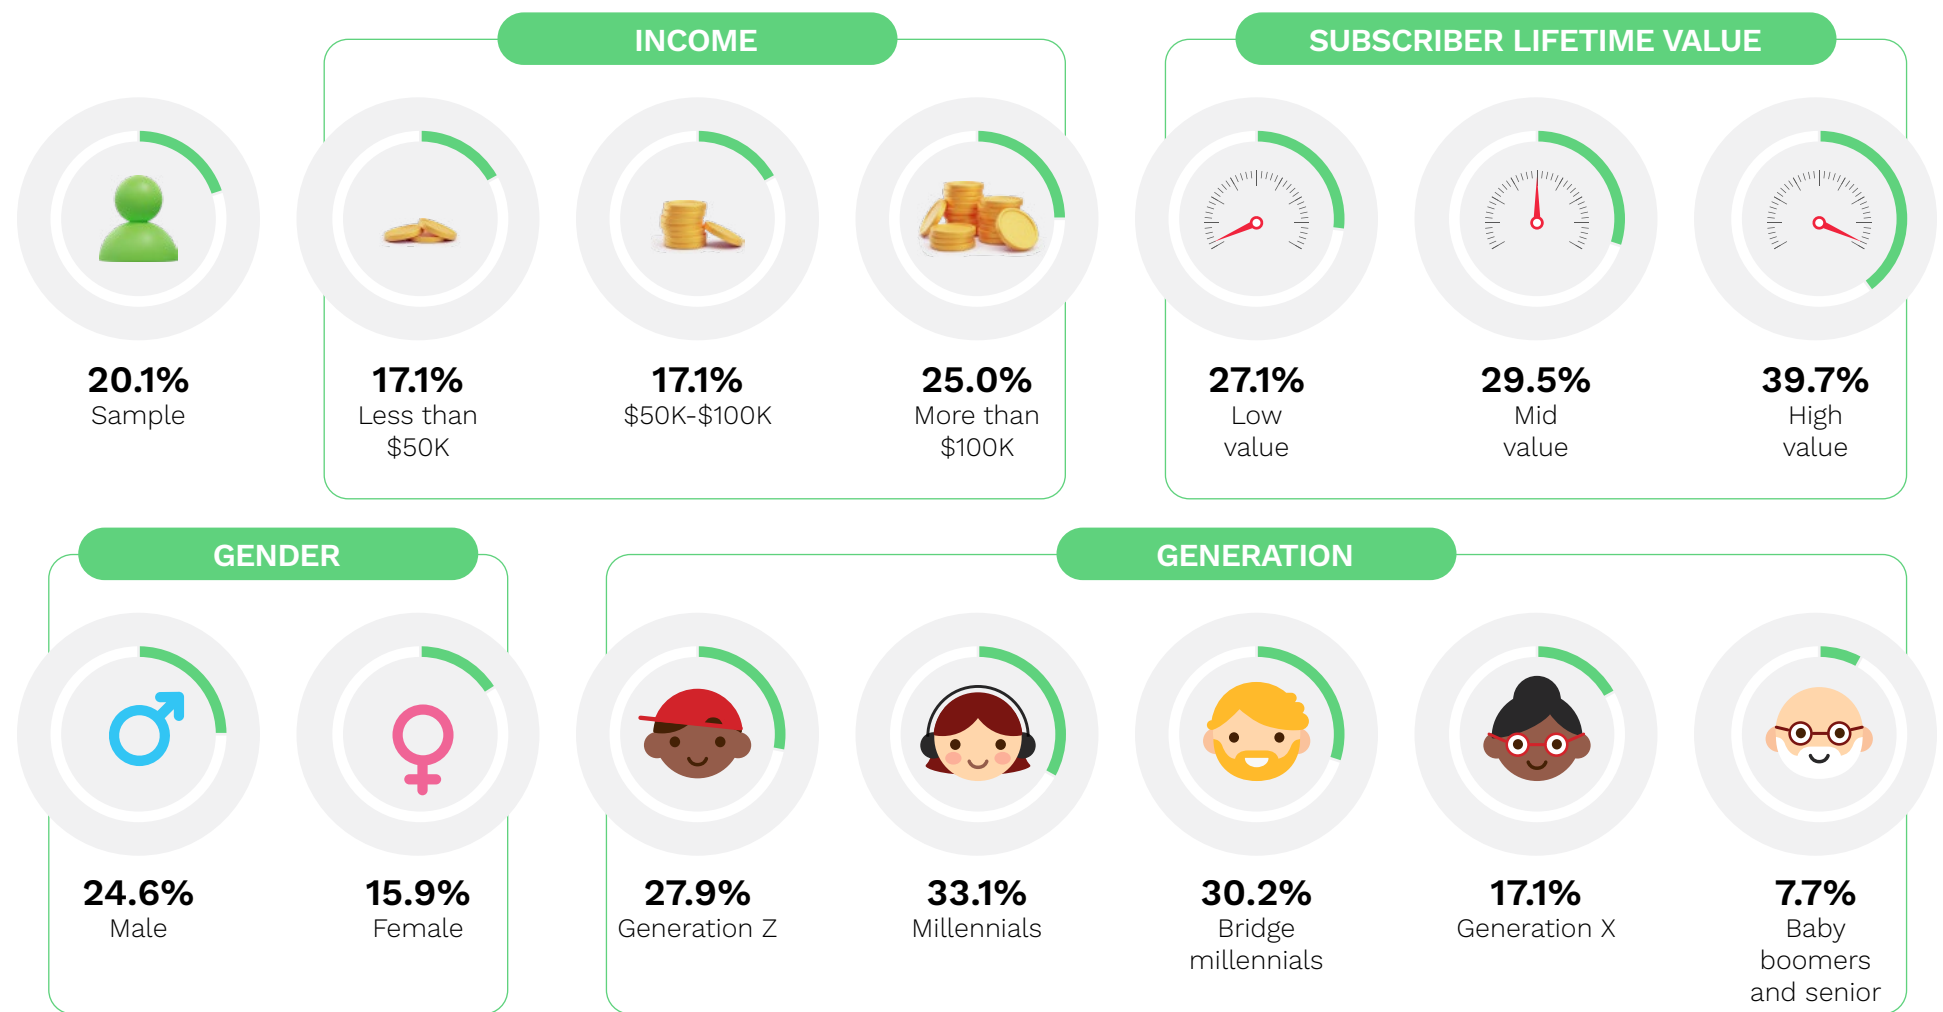 INCOME
SUBSCRIBER LIFETIME VALUE
20.1%
Sample
17.1%
Less than
$50K
17.1%
$50K-$100K
25.0%
More than
$100K
27.1%
Low
value
29.5%
Mid
value
39.7%
High
value
GENDER
GENERATION
24.6%
Male
15.9%
Female
27.9%
Generation Z
33.1%
Millennials
30.2%
Bridge
millennials
17.1%
Generation X
7.7%
Baby
boomers
and senior